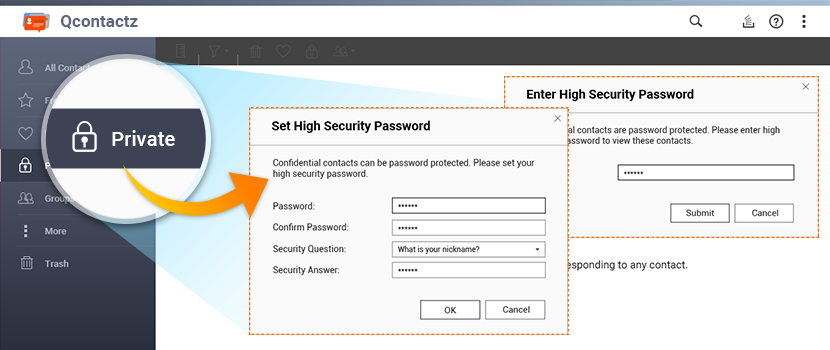 Qcontactz
All Contac
F
Private
P
Groups
More
Trash
Set High Security Password
Confidential contacts can be password protected. Please set your
high security password.
Password:
••••••
Confirm Password:
••••••
Security Question:
What is your nickname?
Security Answer:
••••••
OK
Cancel
Enter High Security Password
ial contacts are password protected. Please enter high
assword to view these contacts.
••••••
Submit
Cancel
esponding to any contact.